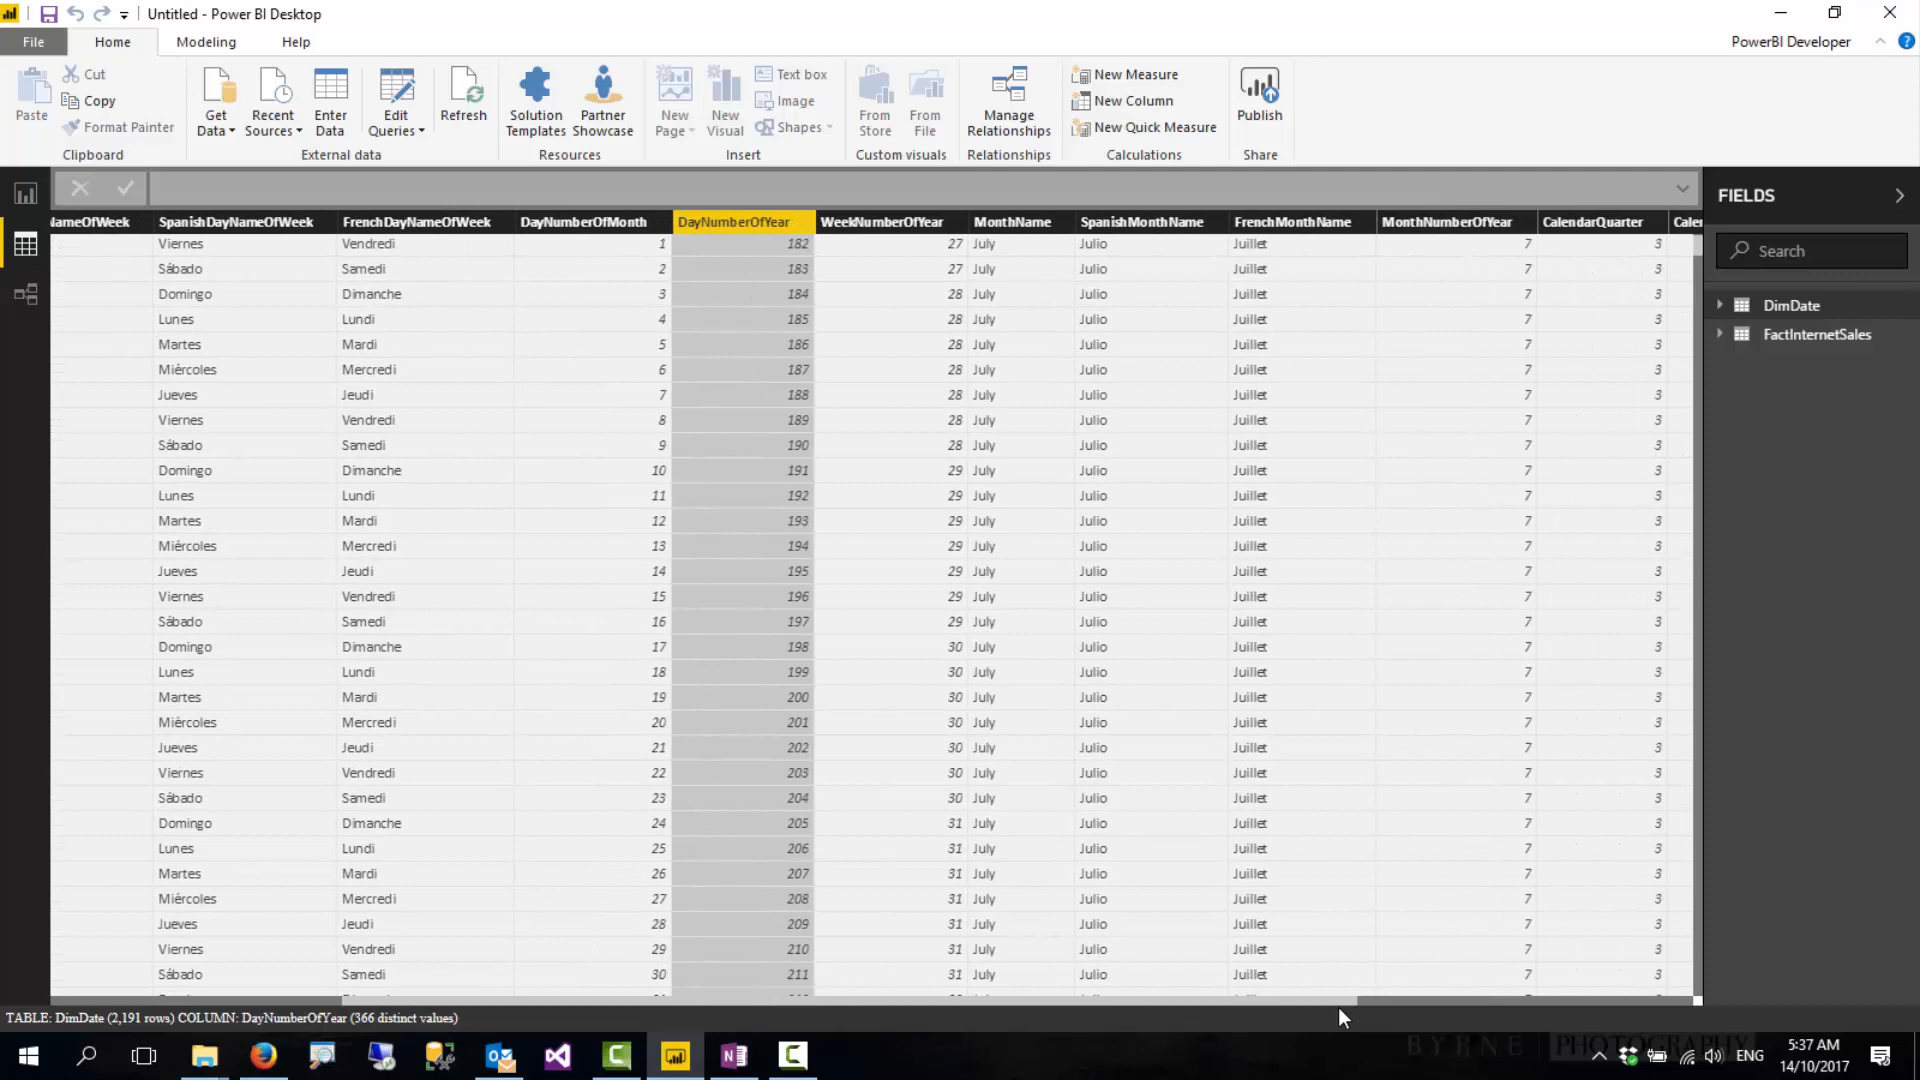 Untitled - Power BI Desktop
File Home Modeling Help PowerBI Developer
Paste Cut Copy Format Painter Clipboard
Get Data Recent Sources Enter Data Edit Queries Refresh External data
Solution Templates Partner Showcase Resources
New Page New Visual Text box Image Shapes Insert
From Store From File Custom visuals
Manage Relationships Relationships
New Measure New Column New Quick Measure Calculations
Publish Share
NameOfWeek SpanishDayNameOfWeek FrenchDayNameOfWeek DayNumberOfMonth DayNumberOfYear WeekNumberOfYear MonthName SpanishMonthName FrenchMonthName MonthNumberOfYear CalendarQuarter Calen
Viernes Vendredi 1 182 27 July Julio Juillet 7 3
Sábado Samedi 2 183 27 July Julio Juillet 7 3
Domingo Dimanche 3 184 28 July Julio Juillet 7 3
Lunes Lundi 4 185 28 July Julio Juillet 7 3
Martes Mardi 5 186 28 July Julio Juillet 7 3
Miércoles Mercredi 6 187 28 July Julio Juillet 7 3
Jueves Jeudi 7 188 28 July Julio Juillet 7 3
Viernes Vendredi 8 189 28 July Julio Juillet 7 3
Sábado Samedi 9 190 28 July Julio Juillet 7 3
Domingo Dimanche 10 191 29 July Julio Juillet 7 3
Lunes Lundi 11 192 29 July Julio Juillet 7 3
Martes Mardi 12 193 29 July Julio Juillet 7 3
Miércoles Mercredi 13 194 29 July Julio Juillet 7 3
Jueves Jeudi 14 195 29 July Julio Juillet 7 3
Viernes Vendredi 15 196 29 July Julio Juillet 7 3
Sábado Samedi 16 197 29 July Julio Juillet 7 3
Domingo Dimanche 17 198 30 July Julio Juillet 7 3
Lunes Lundi 18 199 30 July Julio Juillet 7 3
Martes Mardi 19 200 30 July Julio Juillet 7 3
Miércoles Mercredi 20 201 30 July Julio Juillet 7 3
Jueves Jeudi 21 202 30 July Julio Juillet 7 3
Viernes Vendredi 22 203 30 July Julio Juillet 7 3
Sábado Samedi 23 204 30 July Julio Juillet 7 3
Domingo Dimanche 24 205 31 July Julio Juillet 7 3
Lunes Lundi 25 206 31 July Julio Juillet 7 3
Martes Mardi 26 207 31 July Julio Juillet 7 3
Miércoles Mercredi 27 208 31 July Julio Juillet 7 3
Jueves Jeudi 28 209 31 July Julio Juillet 7 3
Viernes Vendredi 29 210 31 July Julio Juillet 7 3
Sábado Samedi 30 211 31 July Julio Juillet 7 3
FIELDS
Search
DimDate
FactInternetSales
TABLE: DimDate (2,191 rows) COLUMN: DayNumberOfYear (366 distinct values)
BYRNE PHOTOGRAPHY
ENG
5:37 AM
14/10/2017